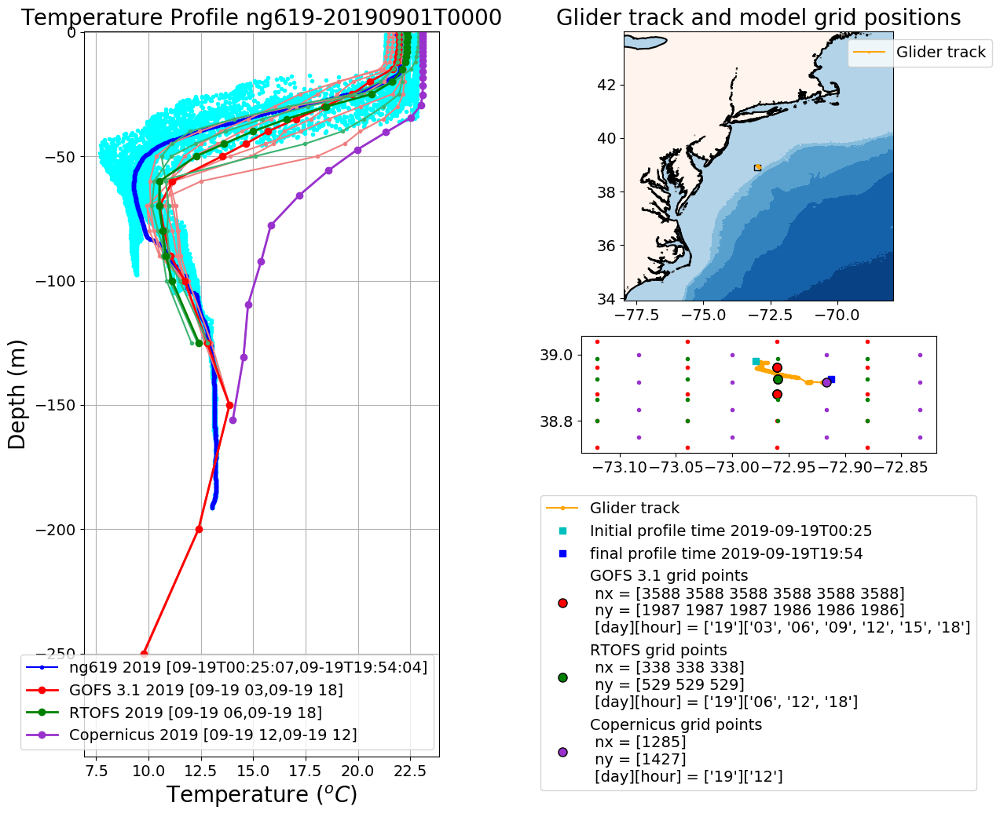 Temperature Profile ng619-20190901T0000
0
−50
−100
−150
−200
−250
Depth (m)
ng619 2019 [09-19T00:25:07,09-19T19:54:04]
GOFS 3.1 2019 [09-19 03,09-19 18]
RTOFS 2019 [09-19 06,09-19 18]
Copernicus 2019 [09-19 12,09-19 12]
7.5 10.0 12.5 15.0 17.5 20.0 22.5
Temperature (°C)
Glider track and model grid positions
Glider track
42
40
38
36
34
−77.5 −75.0 −72.5 −70.0
39.0
38.8
−73.10 −73.05 −73.00 −72.95 −72.90 −72.85
Glider track
Initial profile time 2019-09-19T00:25
final profile time 2019-09-19T19:54
GOFS 3.1 grid points
nx = [3588 3588 3588 3588 3588 3588]
ny = [1987 1987 1987 1986 1986 1986]
[day][hour] = ['19']['03', '06', '09', '12', '15', '18']
RTOFS grid points
nx = [338 338 338]
ny = [529 529 529]
[day][hour] = ['19']['06', '12', '18']
Copernicus grid points
nx = [1285]
ny = [1427]
[day][hour] = ['19']['12']